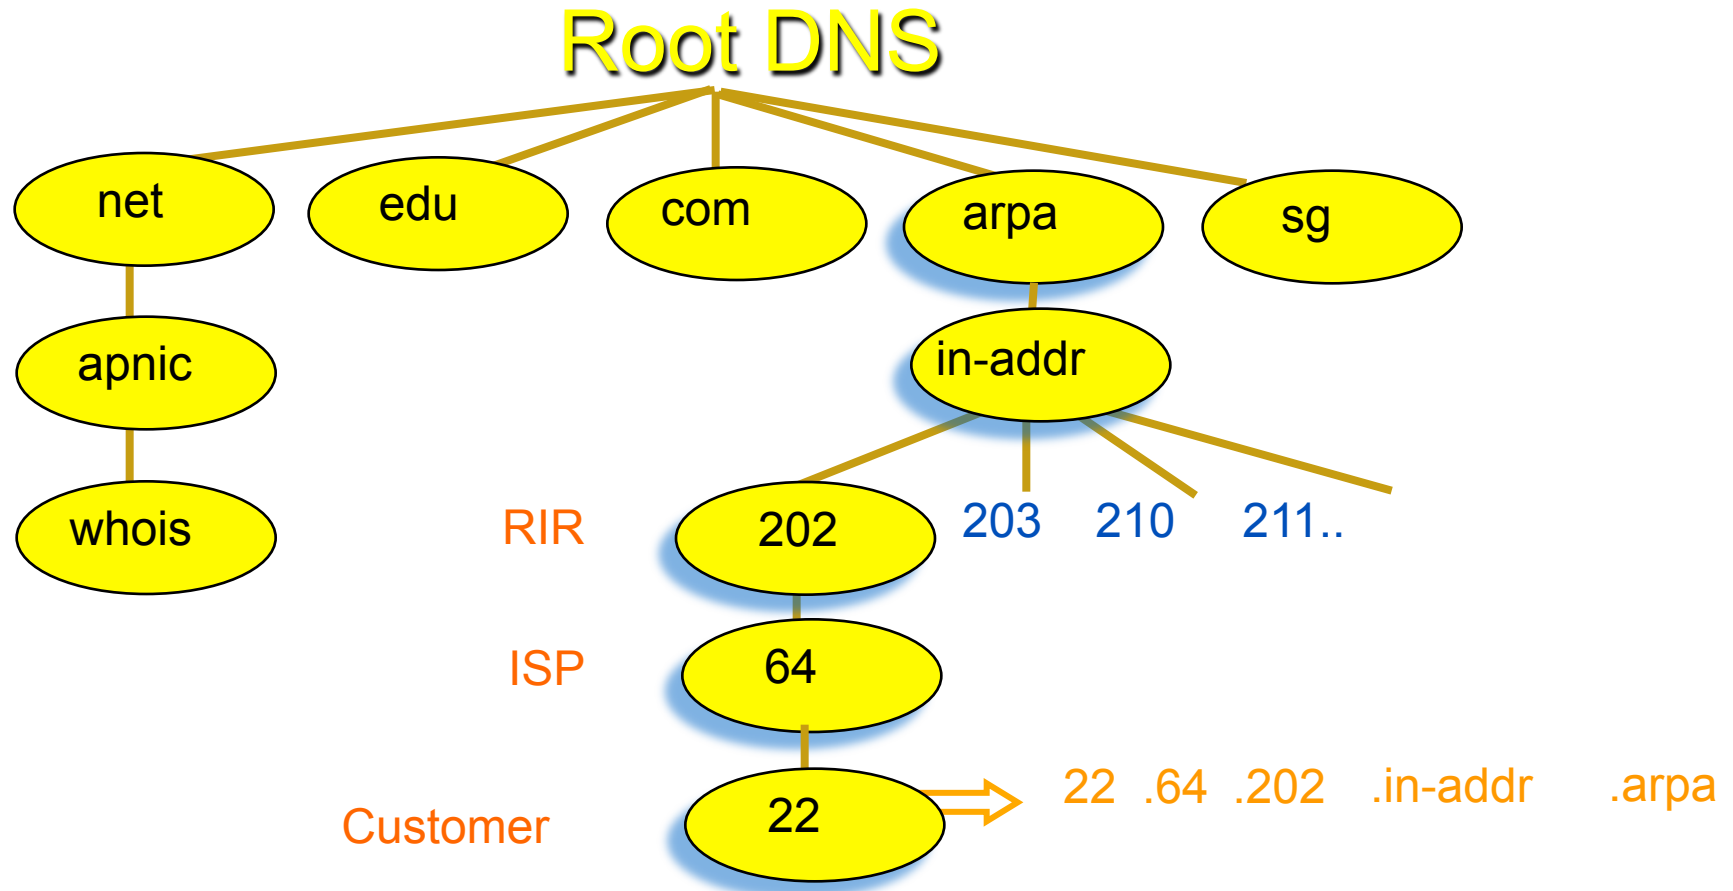 Root DNS
net edu com arpa sg
apnic in-addr
whois RIR 202 203 210 211..
ISP 64
Customer 22 22 .64 .202 .in-addr .arpa